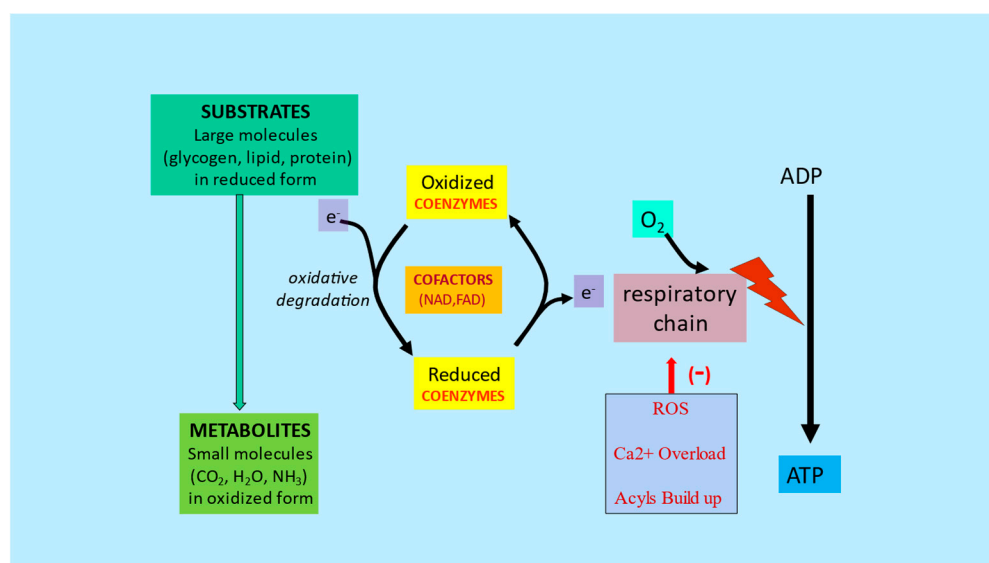 SUBSTRATES
Large molecules
(glycogen, lipid, protein)
in reduced form
e-
oxidative
degradation
Oxidized
COENZYMES
COFACTORS
(NAD,FAD)
Reduced
COENZYMES
e-
O₂
respiratory
chain
(-)
ROS
Ca2+ Overload
Acyls Build up
ADP
ATP
METABOLITES
Small molecules
(CO₂, H₂O, NH₃)
in oxidized form